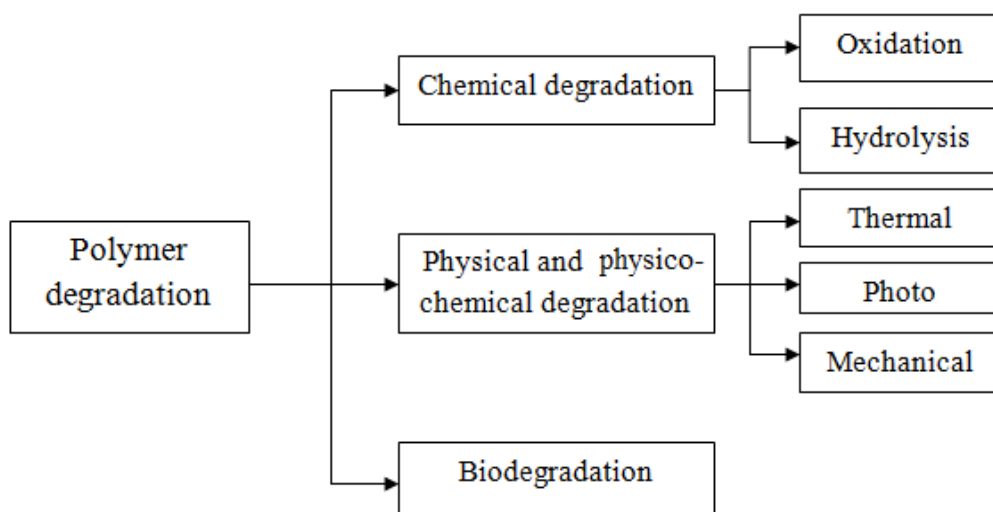 Polymer
degradation
Chemical degradation
Oxidation
Hydrolysis
Physical and physico-
chemical degradation
Thermal
Photo
Mechanical
Biodegradation